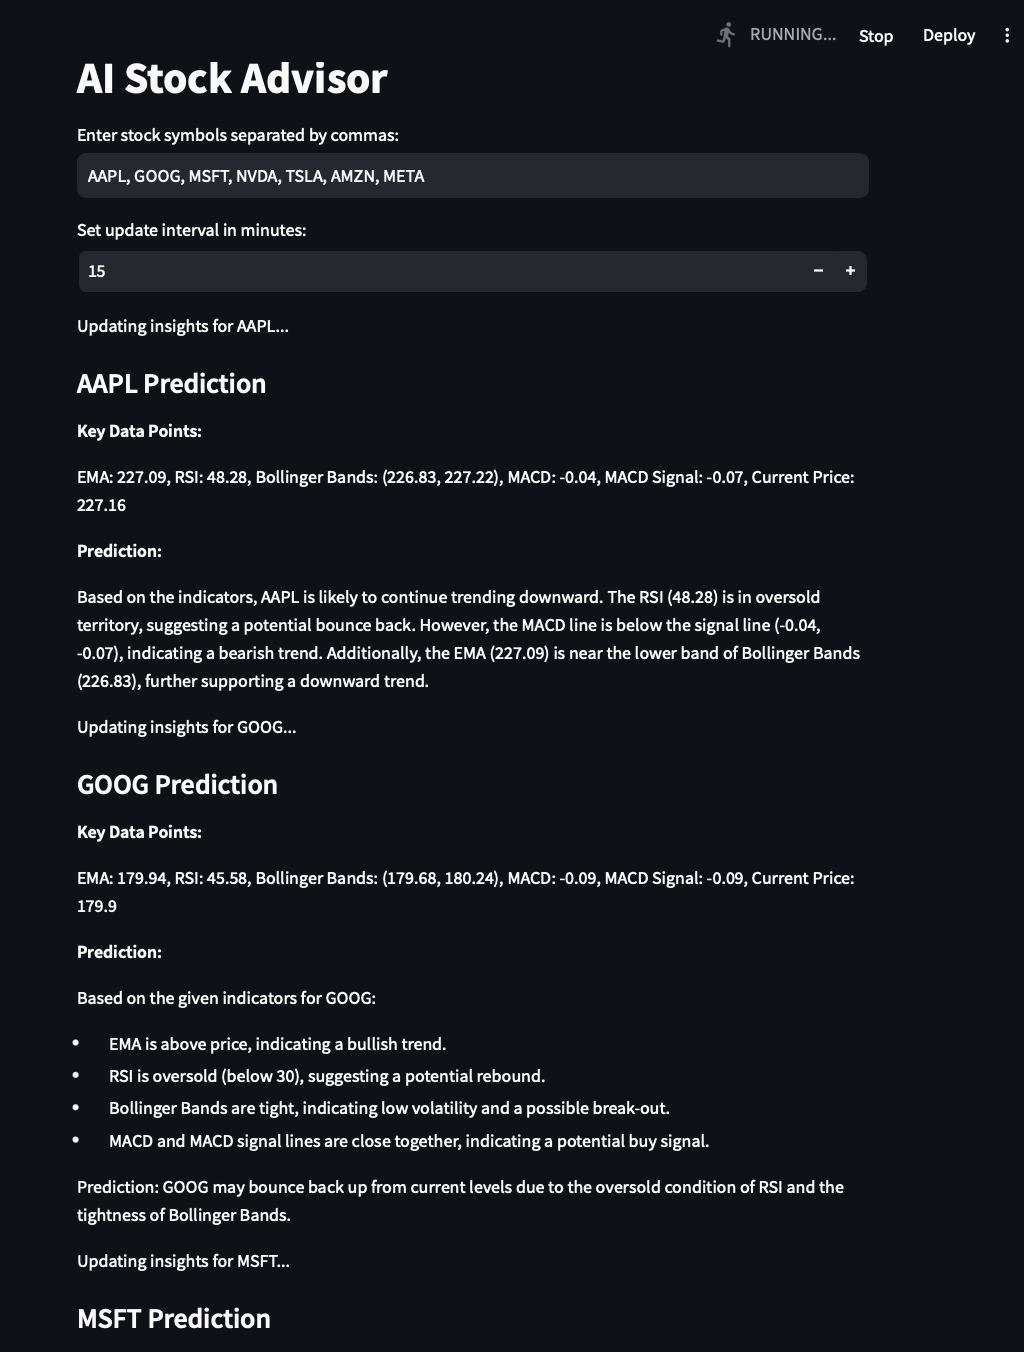 RUNNING...
Stop
Deploy
AI Stock Advisor
Enter stock symbols separated by commas:
AAPL, GOOG, MSFT, NVDA, TSLA, AMZN, META
Set update interval in minutes:
15
Updating insights for AAPL...
AAPL Prediction
Key Data Points:
EMA: 227.09, RSI: 48.28, Bollinger Bands: (226.83, 227.22), MACD: -0.04, MACD Signal: -0.07, Current Price:
227.16
Prediction:
Based on the indicators, AAPL is likely to continue trending downward. The RSI (48.28) is in oversold
territory, suggesting a potential bounce back. However, the MACD line is below the signal line (-0.04,
-0.07), indicating a bearish trend. Additionally, the EMA (227.09) is near the lower band of Bollinger Bands
(226.83), further supporting a downward trend.
Updating insights for GOOG...
GOOG Prediction
Key Data Points:
EMA: 179.94, RSI: 45.58, Bollinger Bands: (179.68, 180.24), MACD: -0.09, MACD Signal: -0.09, Current Price:
179.9
Prediction:
Based on the given indicators for GOOG:
• EMA is above price, indicating a bullish trend.
• RSI is oversold (below 30), suggesting a potential rebound.
• Bollinger Bands are tight, indicating low volatility and a possible break-out.
• MACD and MACD signal lines are close together, indicating a potential buy signal.
Prediction: GOOG may bounce back up from current levels due to the oversold condition of RSI and the
tightness of Bollinger Bands.
Updating insights for MSFT...
MSFT Prediction